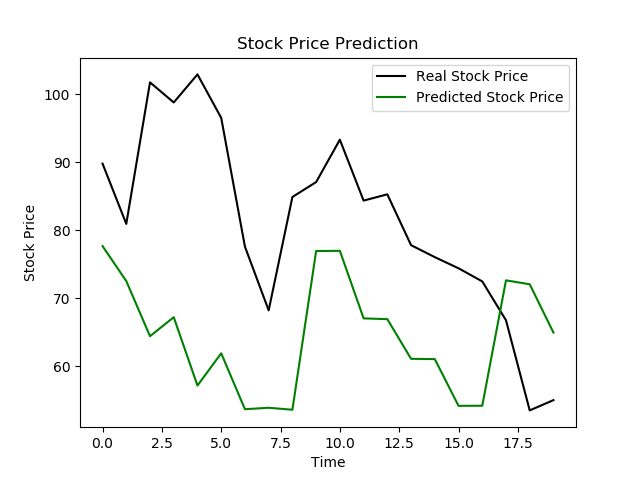 Stock Price Prediction
Real Stock Price
Predicted Stock Price
Stock Price
100
90
80
70
60
0.0 2.5 5.0 7.5 10.0 12.5 15.0 17.5
Time